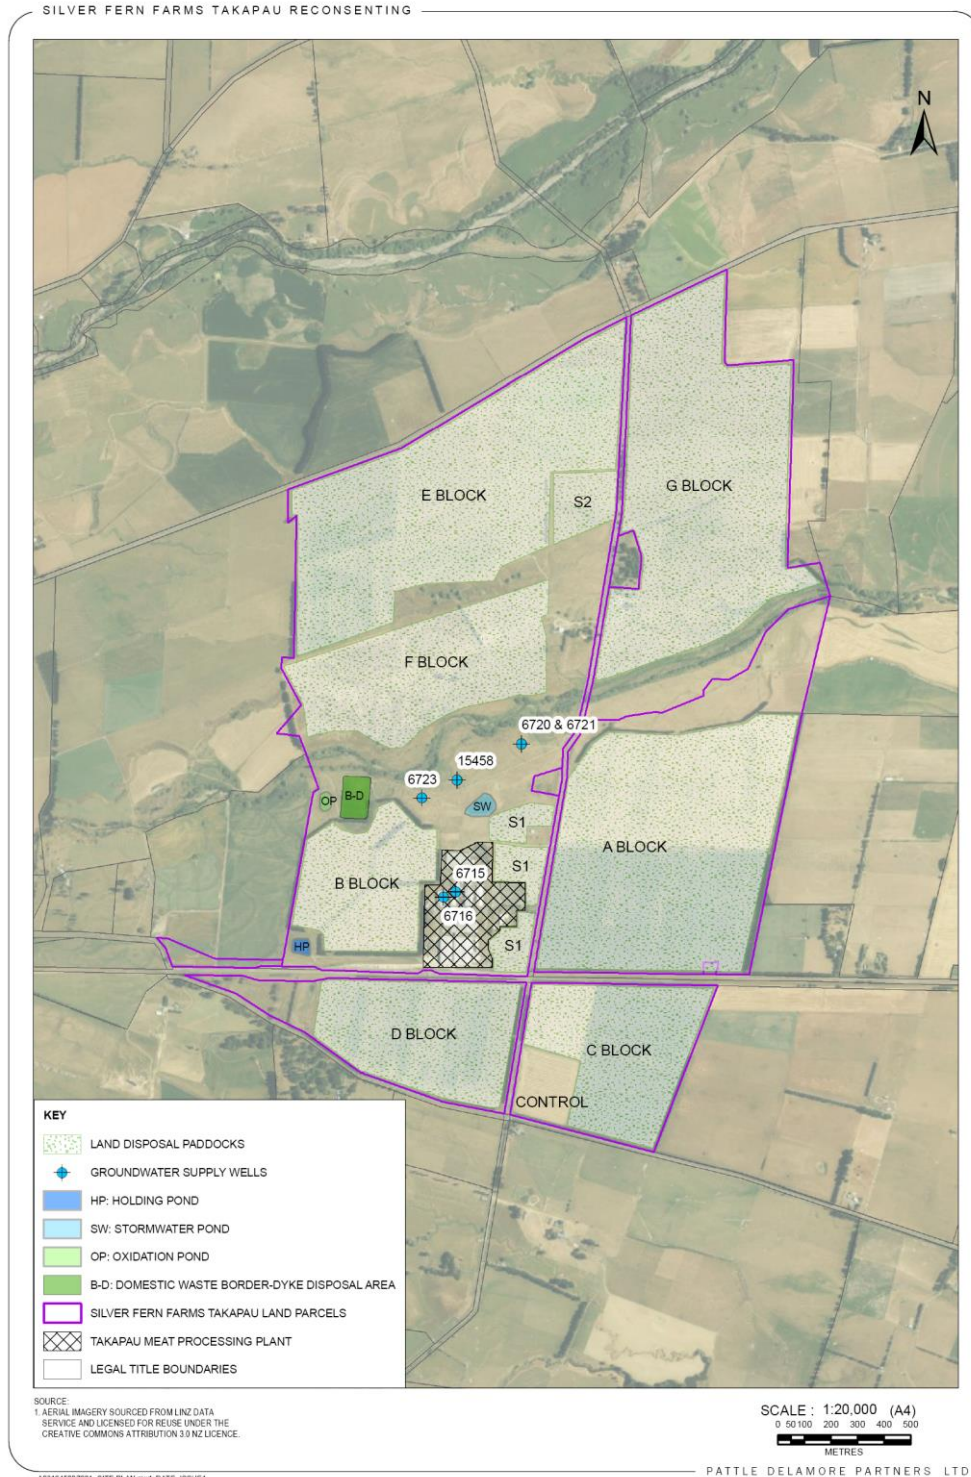 SILVER FERN FARMS TAKAPAU RECONSENTING
N
E BLOCK
S2
G BLOCK
F BLOCK
6720 & 6721
15458
6723
OP
B-D
SW
S1
A BLOCK
S1
B BLOCK
6715
6716
HP
S1
D BLOCK
C BLOCK
CONTROL
KEY
LAND DISPOSAL PADDOCKS
GROUNDWATER SUPPLY WELLS
HP: HOLDING POND
SW: STORMWATER POND
OP: OXIDATION POND
B-D: DOMESTIC WASTE BORDER-DYKE DISPOSAL AREA
SILVER FERN FARMS TAKAPAU LAND PARCELS
TAKAPAU MEAT PROCESSING PLANT
LEGAL TITLE BOUNDARIES
SOURCE:
1. AERIAL IMAGERY SOURCED FROM LINZ DATA
SERVICE AND LICENSED FOR REUSE UNDER THE
CREATIVE COMMONS ATTRIBUTION 3.0 NZ LICENCE.
SCALE : 1:20,000 (A4)
0 50 100 200 300 400 500
METRES
PATTLE DELAMORE PARTNERS LTD